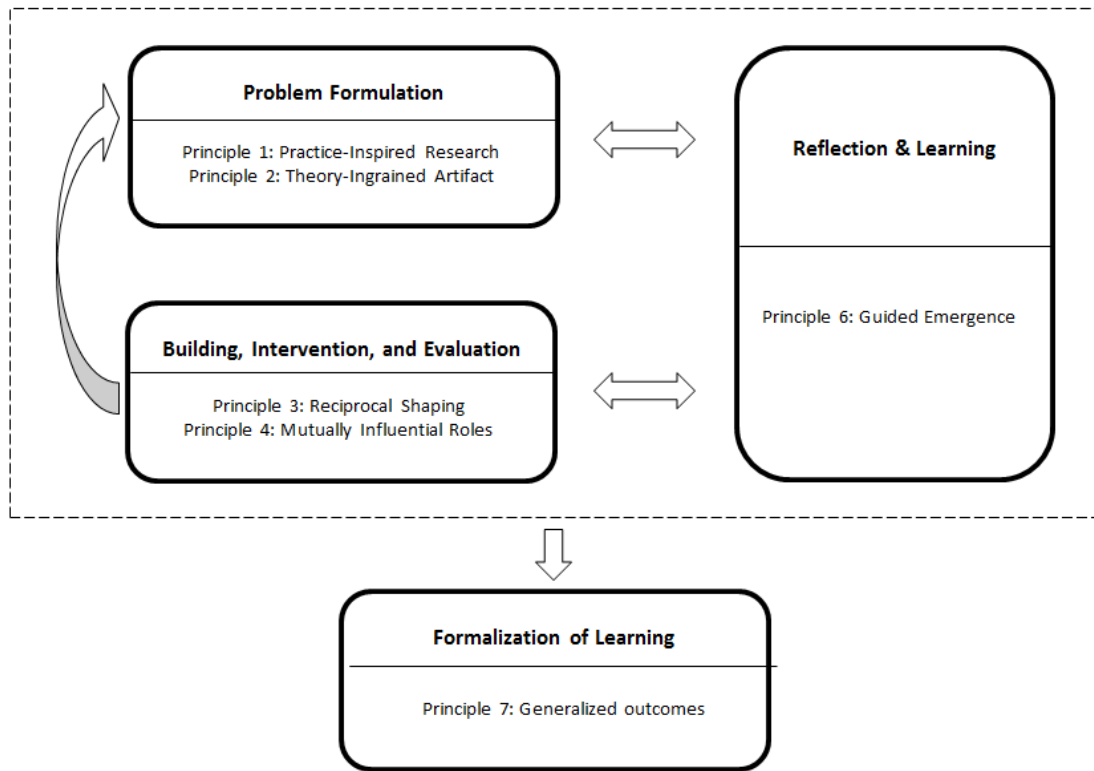 Problem Formulation
Principle 1: Practice-Inspired Research
Principle 2: Theory-Ingrained Artifact
Reflection & Learning
Principle 6: Guided Emergence
Building, Intervention, and Evaluation
Principle 3: Reciprocal Shaping
Principle 4: Mutually Influential Roles
Formalization of Learning
Principle 7: Generalized outcomes